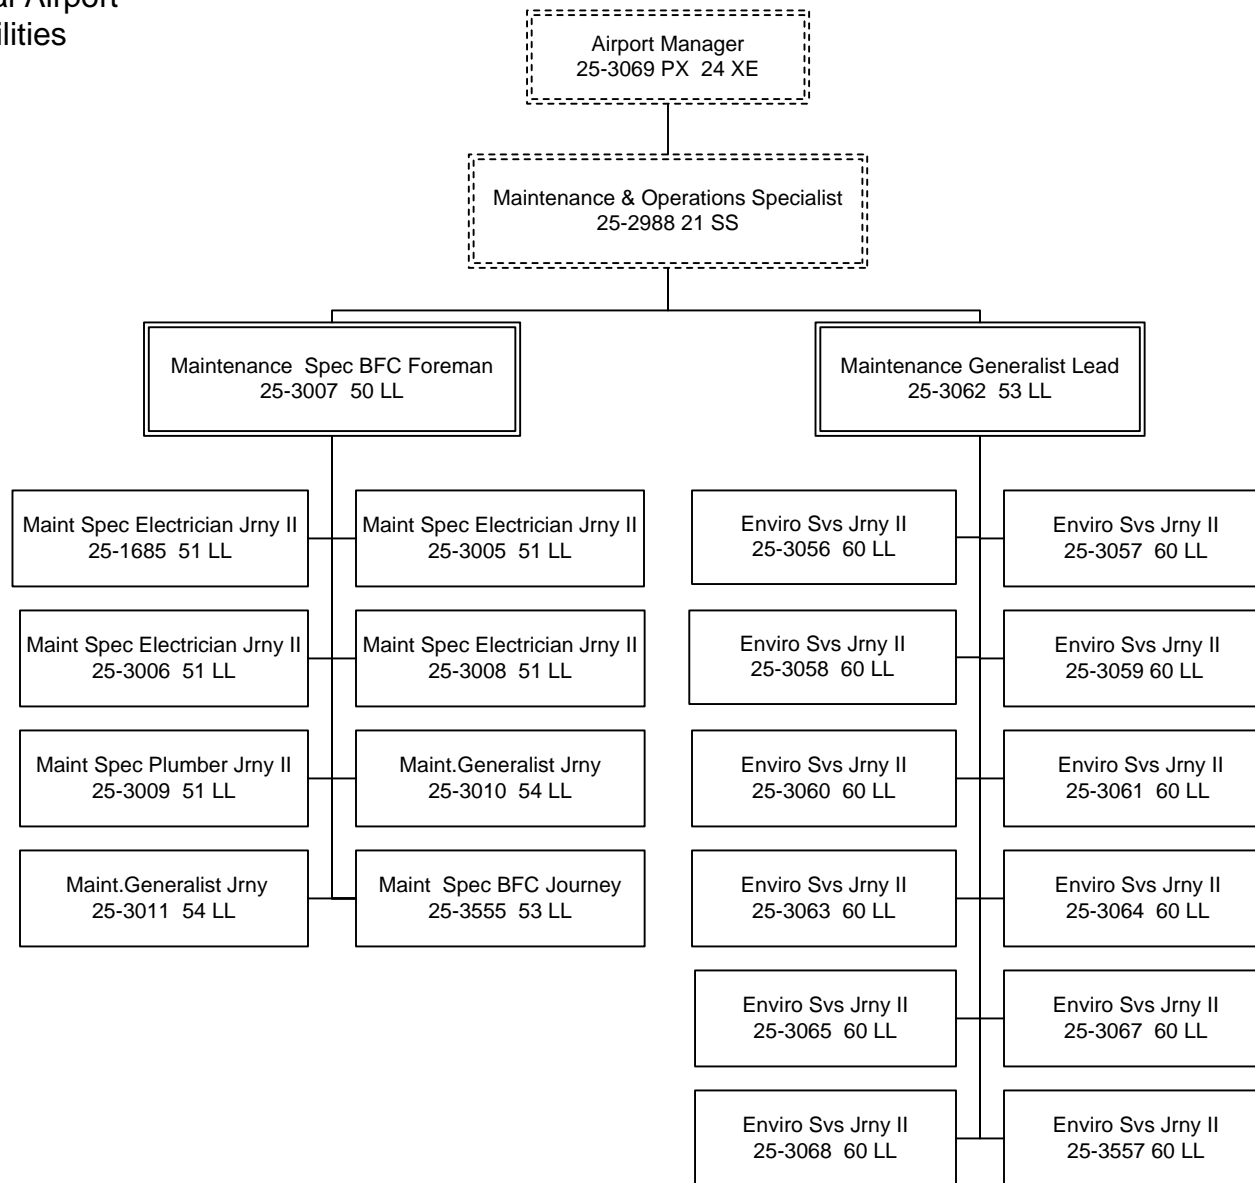 Airport
Airport Manager
25-3069 PX 24 XE
Maintenance & Operations Specialist
25-2988 21 SS
Maintenance Spec BFC Foreman
25-3007 50 LL
Maintenance Generalist Lead
25-3062 53 LL
Maint Spec Electrician Jrny II
25-1685 51 LL
Maint Spec Electrician Jrny II
25-3005 51 LL
Enviro Svs Jrny II
25-3056 60 LL
Enviro Svs Jrny II
25-3057 60 LL
Maint Spec Electrician Jrny II
25-3006 51 LL
Maint Spec Electrician Jrny II
25-3008 51 LL
Enviro Svs Jrny II
25-3058 60 LL
Enviro Svs Jrny II
25-3059 60 LL
Maint Spec Plumber Jrny II
25-3009 51 LL
Maint.Generalist Jrny
25-3010 54 LL
Enviro Svs Jrny II
25-3060 60 LL
Enviro Svs Jrny II
25-3061 60 LL
Maint.Generalist Jrny
25-3011 54 LL
Maint Spec BFC Journey
25-3555 53 LL
Enviro Svs Jrny II
25-3063 60 LL
Enviro Svs Jrny II
25-3064 60 LL
Enviro Svs Jrny II
25-3065 60 LL
Enviro Svs Jrny II
25-3067 60 LL
Enviro Svs Jrny II
25-3068 60 LL
Enviro Svs Jrny II
25-3557 60 LL